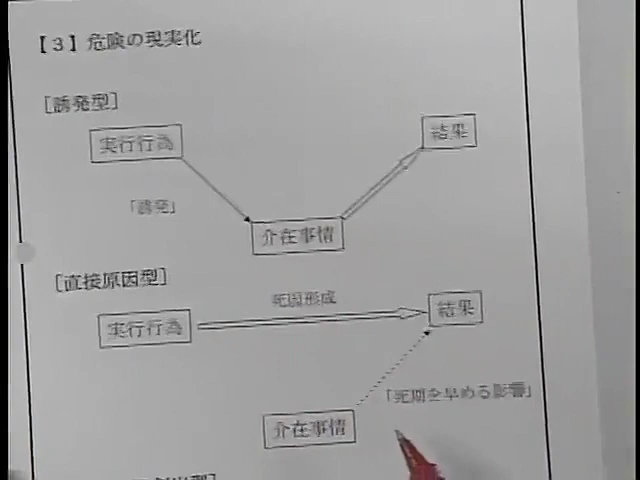 【3】危険の現実化
［誘発型］
実行行為
結果
「誘発」
介在事情
［直接原因型］
死因形成
実行行為
結果
「死期を早める影響」
介在事情